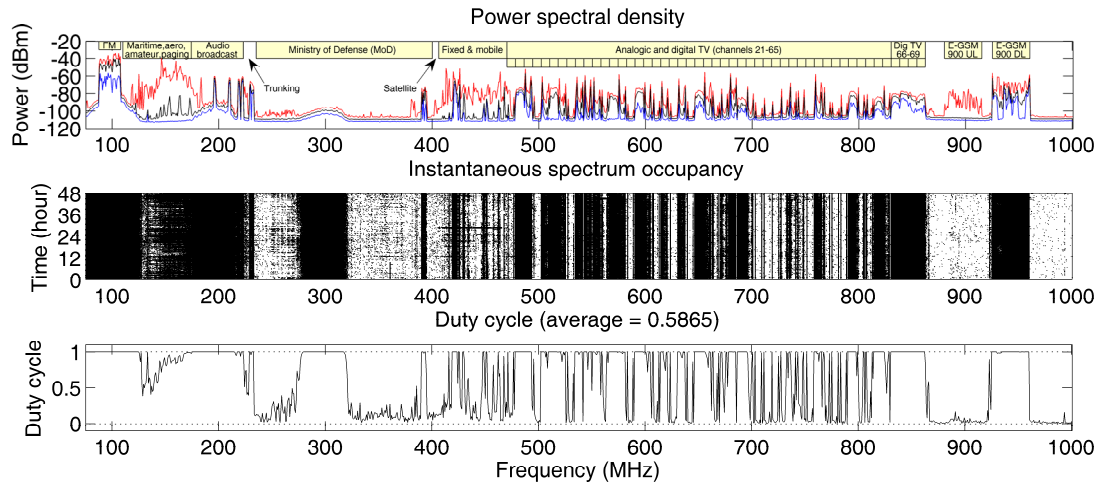 Power spectral density
Power (dBm)
-20
-40
-60
-80
-100
-120
FM
Maritime,aero,
amateur,paging
Audio
broadcast
Ministry of Defense (MoD)
Fixed & mobile
Analogic and digital TV (channels 21-65)
Dig TV
66-69
E-GSM
900 UL
E-GSM
900 DL
Trunking
Satellite
100 200 300 400 500 600 700 800 900 1000
Instantaneous spectrum occupancy
Time (hour)
48
36
24
12
0
100 200 300 400 500 600 700 800 900 1000
Duty cycle (average = 0.5865)
Duty cycle
1
0.5
0
100 200 300 400 500 600 700 800 900 1000
Frequency (MHz)